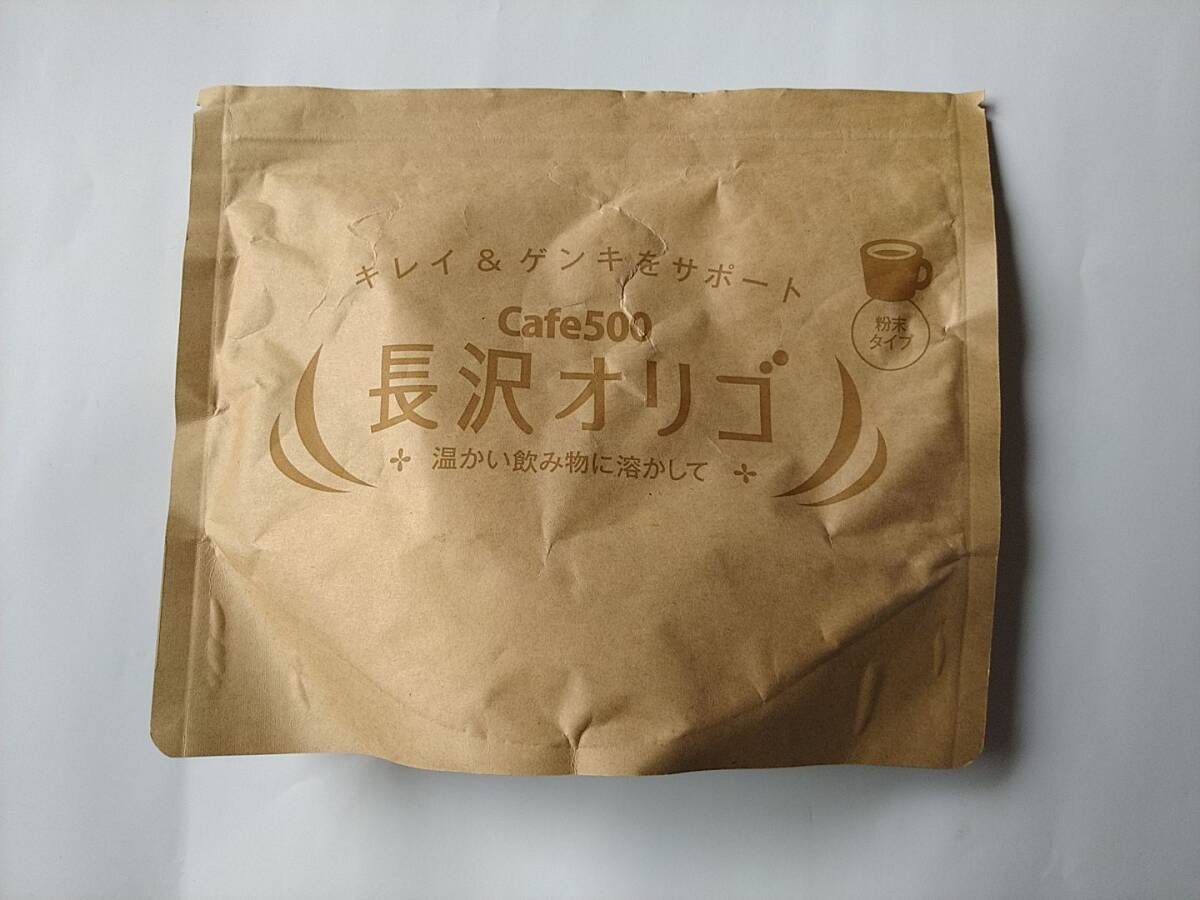 キレイ&ゲンキをサポート
Cafe500
長沢オリゴ
温かい飲み物に溶かして
粉末
タイプ